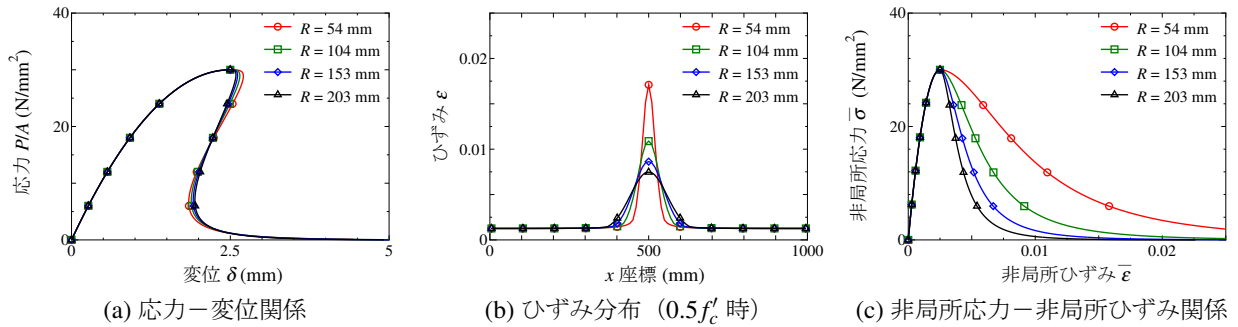 40
20
0
0
2.5
5
応力 P/A (N/mm²)
変位 δ (mm)
R = 54 mm
R = 104 mm
R = 153 mm
R = 203 mm
(a) 応力－変位関係
0.02
0.01
0
0
500
1000
ひずみ ε
x 座標 (mm)
R = 54 mm
R = 104 mm
R = 153 mm
R = 203 mm
(b) ひずみ分布（0.5f′c 時）
40
20
0
0
0.01
0.02
非局所応力 σ̅ (N/mm²)
非局所ひずみ ε̅
R = 54 mm
R = 104 mm
R = 153 mm
R = 203 mm
(c) 非局所応力－非局所ひずみ関係